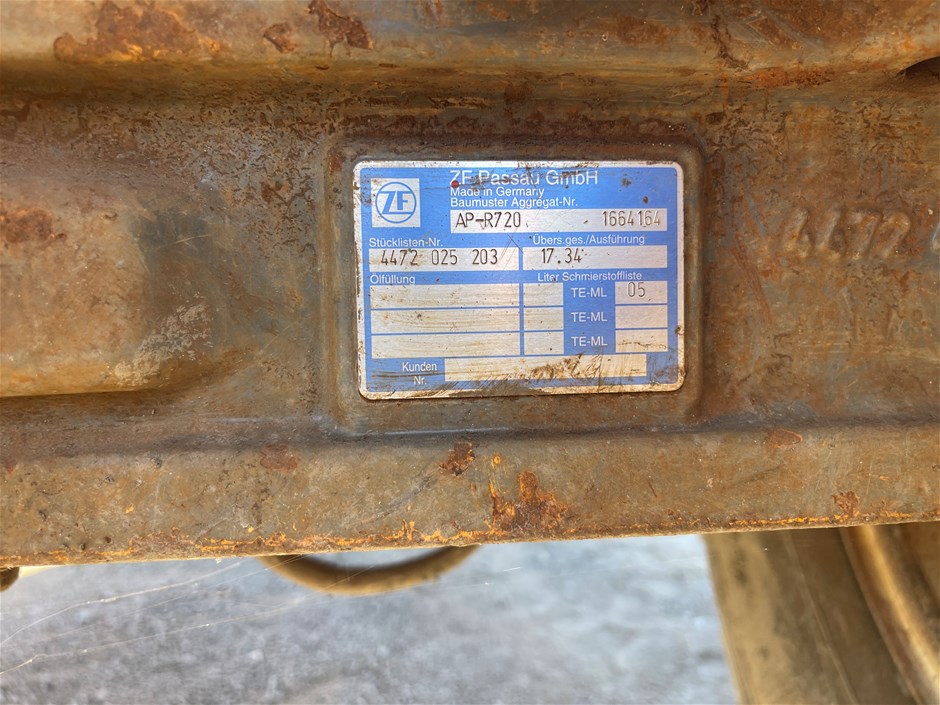 ZF
ZF Passau GmbH
Made in Germany
Baumuster Aggregat-Nr.
AP-R720 1664164
Stücklisten-Nr. Übers.ges./Ausführung
4472 025 203 17.34
Ölfüllung Liter Schmierstoffliste
TE-ML 05
TE-ML
TE-ML
Kunden
Nr.
4472